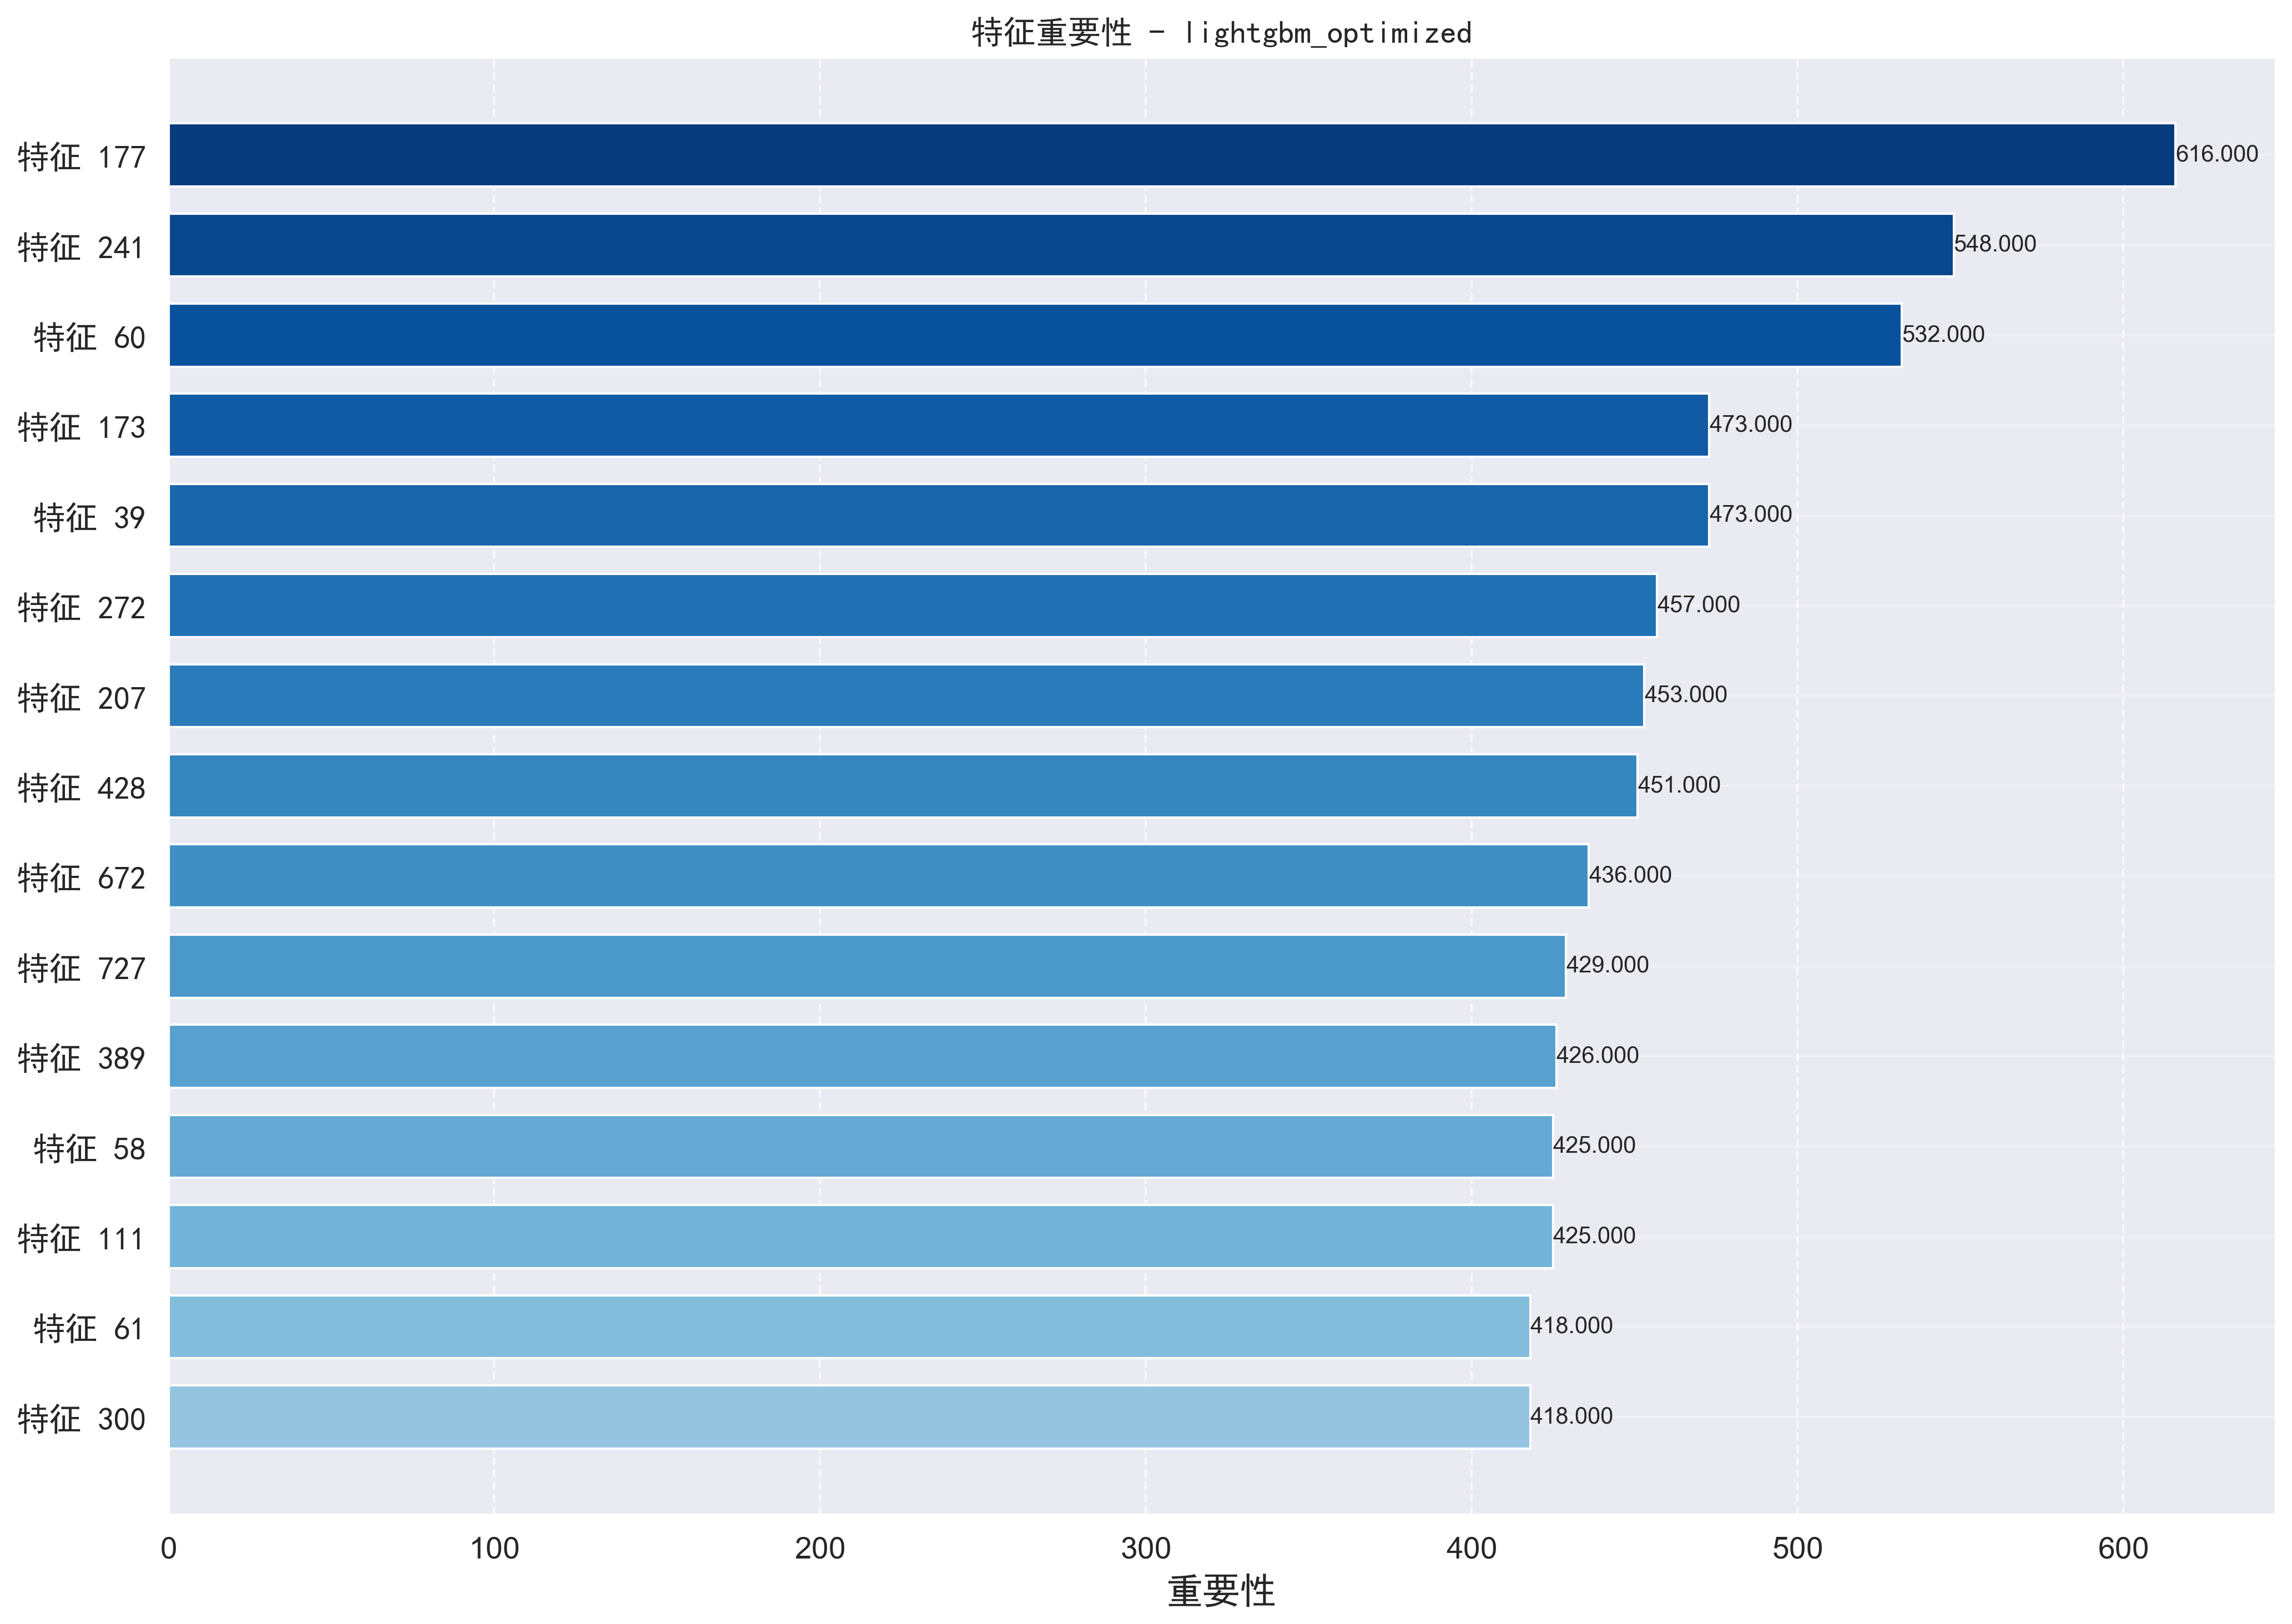 特征重要性 - lightgbm_optimized
特征 177 616.000
特征 241 548.000
特征 60 532.000
特征 173 473.000
特征 39 473.000
特征 272 457.000
特征 207 453.000
特征 428 451.000
特征 672 436.000
特征 727 429.000
特征 389 426.000
特征 58 425.000
特征 111 425.000
特征 61 418.000
特征 300 418.000
0 100 200 300 400 500 600
重要性